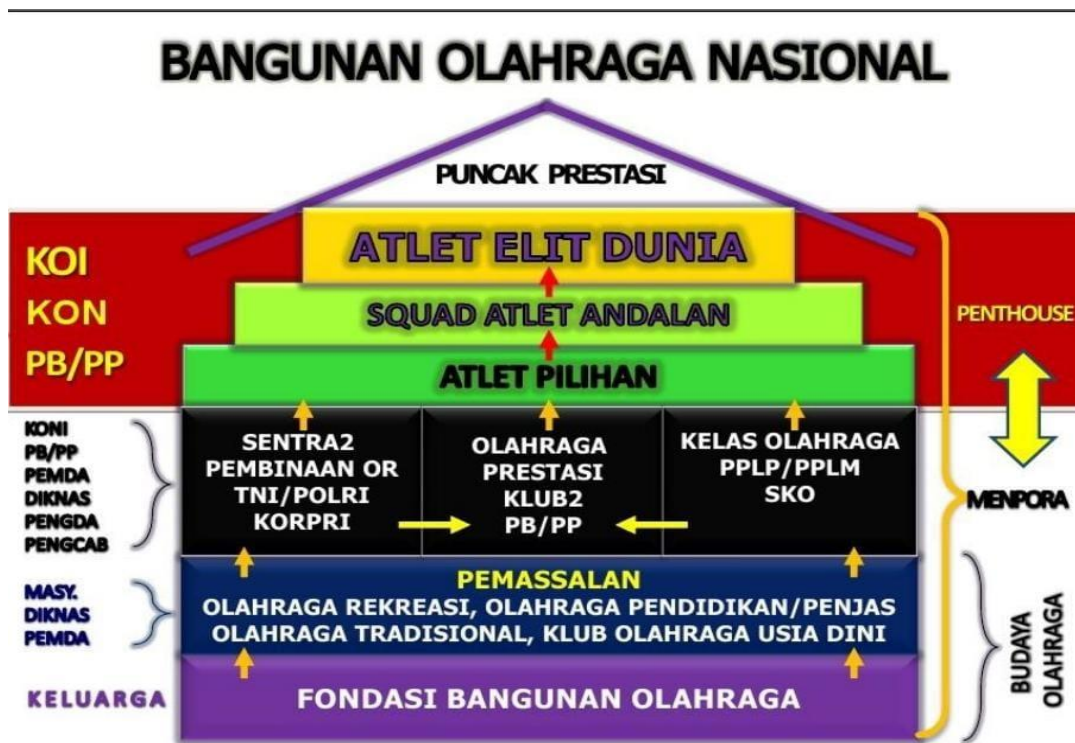 BANGUNAN OLAHRAGA NASIONAL
PUNCAK PRESTASI
KOI
KON
PB/PP
ATLET ELIT DUNIA
SQUAD ATLET ANDALAN
ATLET PILIHAN
PENTHOUSE
KONI
PB/PP
PEMDA
DIKNAS
PENGDA
PENGCAB
SENTRA2
PEMBINAAN OR
TNI/POLRI
KORPRI
OLAHRAGA
PRESTASI
KLUB2
PB/PP
KELAS OLAHRAGA
PPLP/PPLM
SKO
MENPORA
MASY.
DIKNAS
PEMDA
PEMASSALAN
OLAHRAGA REKREASI, OLAHRAGA PENDIDIKAN/PENJAS
OLAHRAGA TRADISIONAL, KLUB OLAHRAGA USIA DINI
BUDAYA
OLAHRAGA
KELUARGA
FONDASI BANGUNAN OLAHRAGA